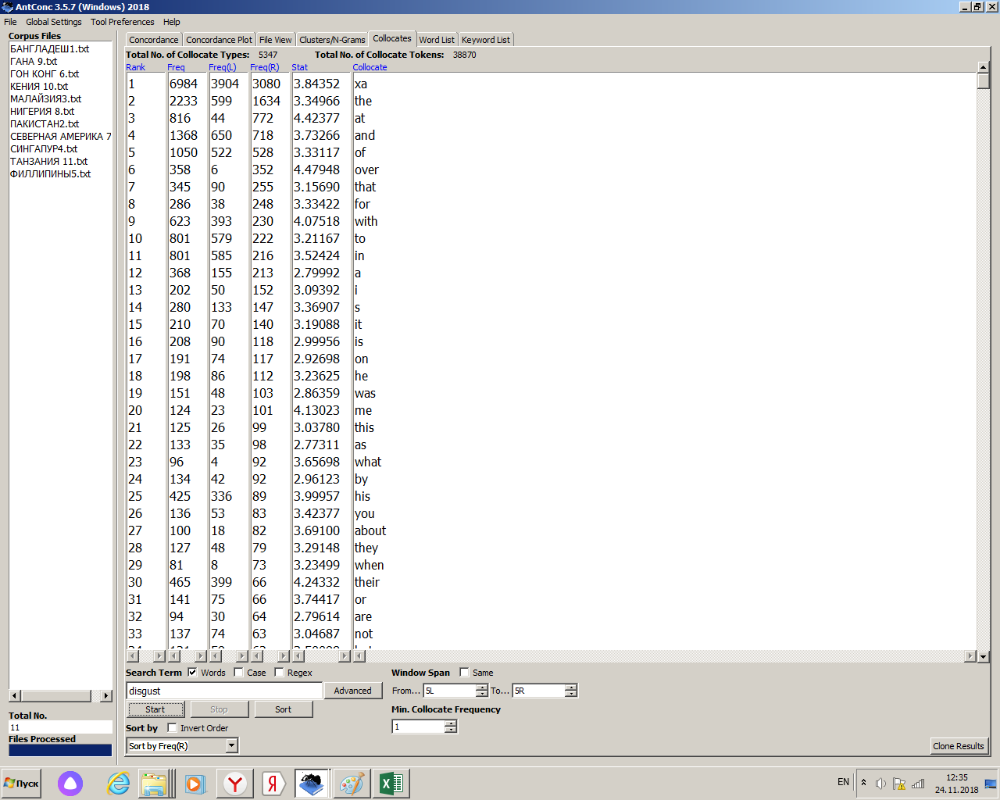 AntConc 3.5.7 (Windows) 2018
File Global Settings Tool Preferences Help
Corpus Files
БАНГЛАДЕШ1.txt
ГАНА 9.txt
ГОН КОНГ 6.txt
КЕНИЯ 10.txt
МАЛАЙЗИЯ3.txt
НИГЕРИЯ 8.txt
ПАКИСТАН2.txt
СЕВЕРНАЯ АМЕРИКА 7
СИНГАПУР4.txt
ТАНЗАНИЯ 11.txt
ФИЛЛИПИНЫ5.txt
Total No.
11
Files Processed
Concordance Concordance Plot File View Clusters/N-Grams Collocates Word List Keyword List
Total No. of Collocate Types: 5347 Total No. of Collocate Tokens: 38870
Rank Freq Freq(L) Freq(R) Stat Collocate
1 6984 3904 3080 3.84352 xa
2 2233 599 1634 3.34966 the
3 816 44 772 4.42377 at
4 1368 650 718 3.73266 and
5 1050 522 528 3.33117 of
6 358 6 352 4.47948 over
7 345 90 255 3.15690 that
8 286 38 248 3.33422 for
9 623 393 230 4.07518 with
10 801 579 222 3.21167 to
11 801 585 216 3.52424 in
12 368 155 213 2.79992 a
13 202 50 152 3.09392 i
14 280 133 147 3.36907 s
15 210 70 140 3.19088 it
16 208 90 118 2.99956 is
17 191 74 117 2.92698 on
18 198 86 112 3.23625 he
19 151 48 103 2.86359 was
20 124 23 101 4.13023 me
21 125 26 99 3.03780 this
22 133 35 98 2.77311 as
23 96 4 92 3.65698 what
24 134 42 92 2.96123 by
25 425 336 89 3.99957 his
26 136 53 83 3.42377 you
27 100 18 82 3.69100 about
28 127 48 79 3.29148 they
29 81 8 73 3.23499 when
30 465 399 66 4.24332 their
31 141 75 66 3.74417 or
32 94 30 64 2.79614 are
33 137 74 63 3.04687 not
Search Term Words Case Regex
disgust
Advanced
Start Stop Sort
Sort by Invert Order
Sort by Freq(R)
Window Span Same
From... 5L To... 5R
Min. Collocate Frequency
1
Clone Results
Пуск
EN
12:35
24.11.2018